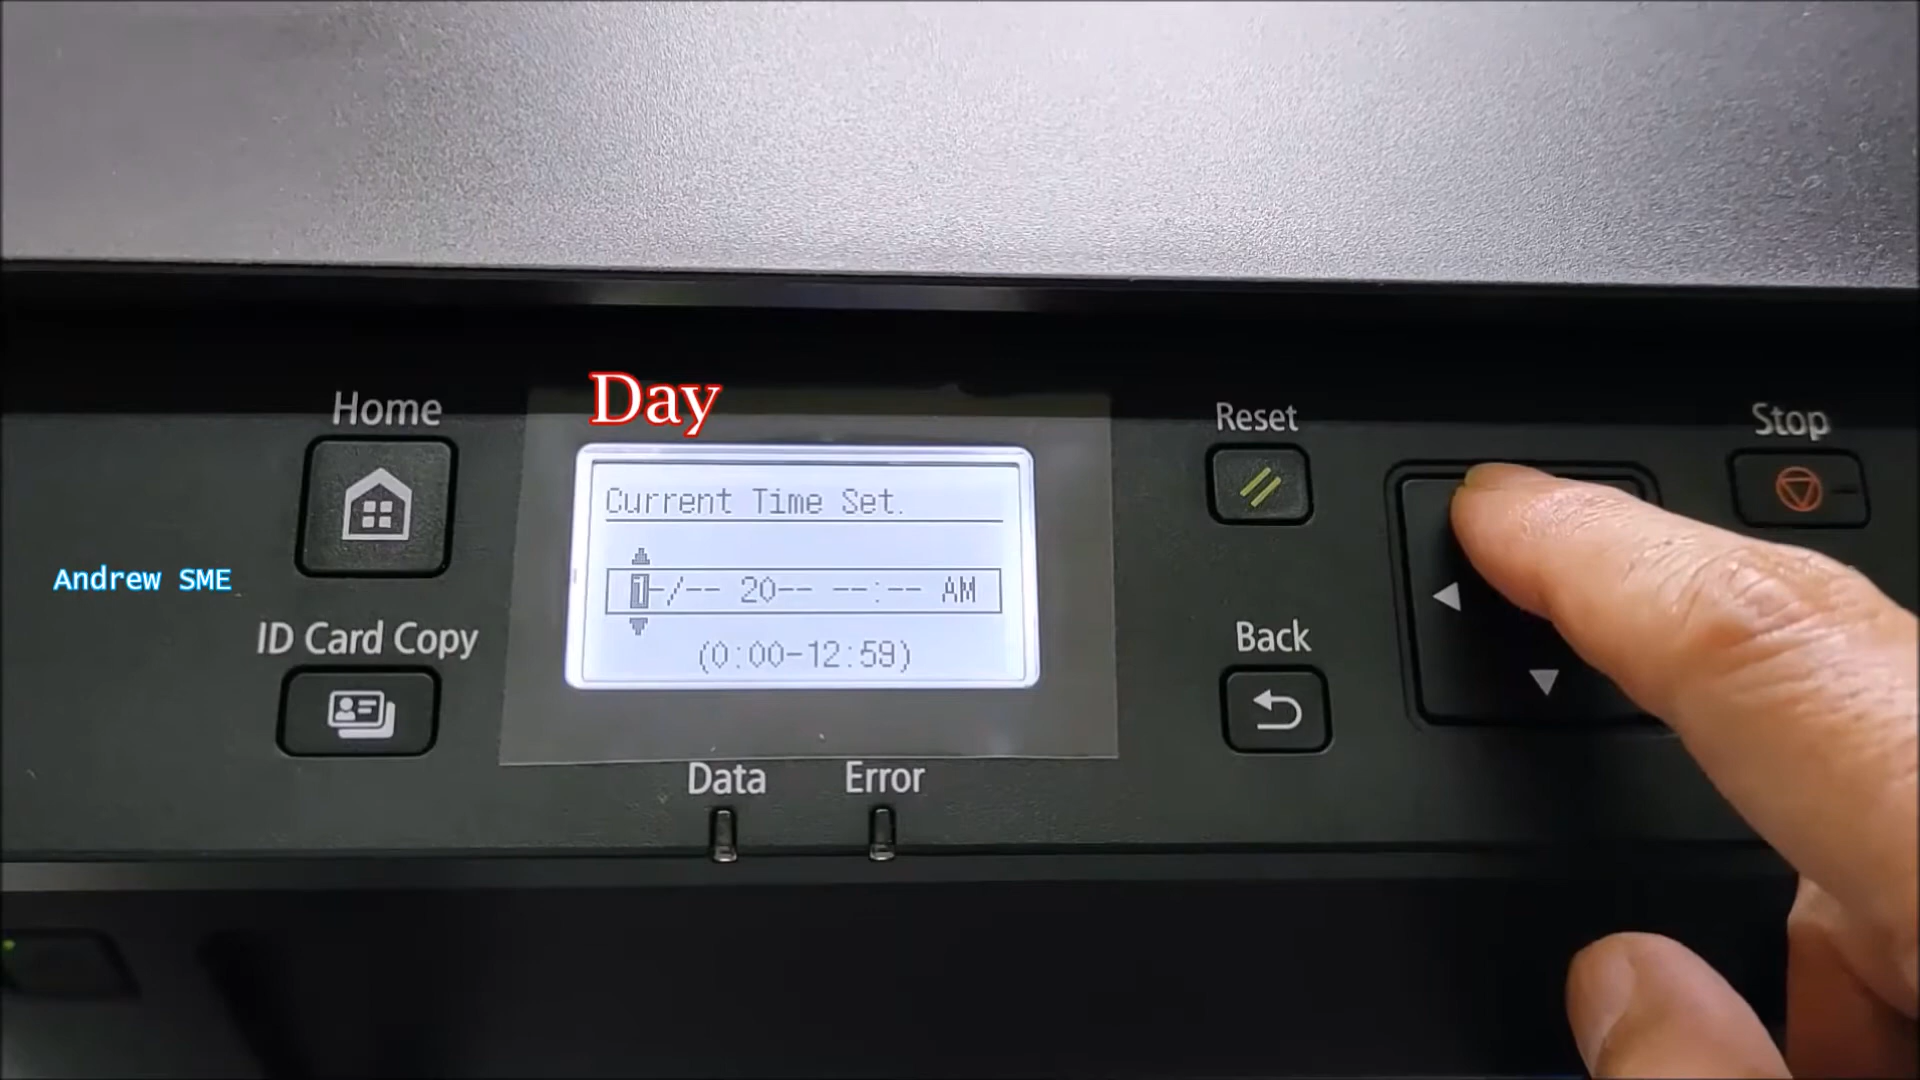 Day
Home
Reset
Stop
Current Time Set.
1-/-- 20-- --:-- AM
(0:00-12:59)
Andrew SME
ID Card Copy
Back
Data
Error